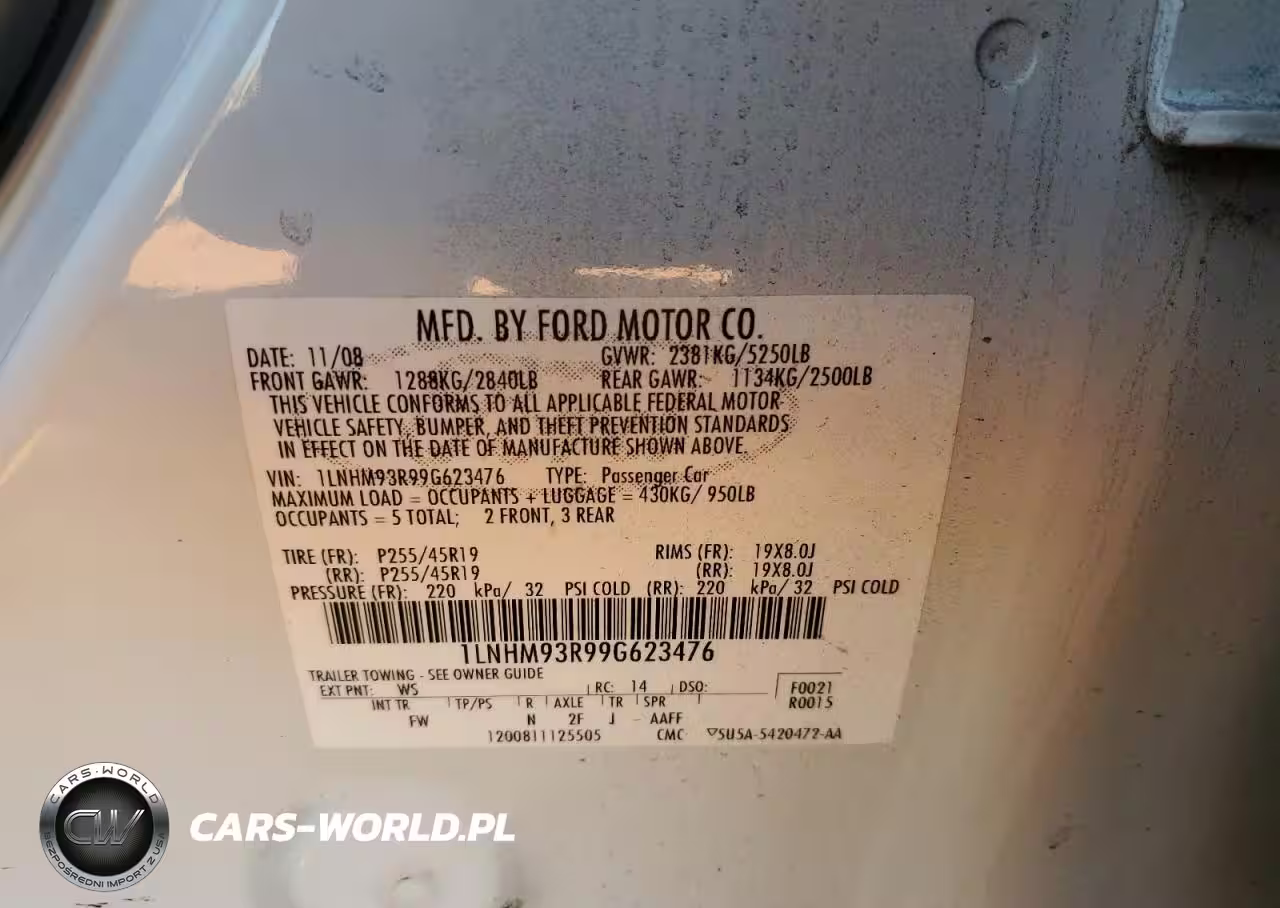 MFD. BY FORD MOTOR CO.
DATE: 11/08 GVWR: 2381KG/5250LB
FRONT GAWR: 1288KG/2840LB REAR GAWR: 1134KG/2500LB
THIS VEHICLE CONFORMS TO ALL APPLICABLE FEDERAL MOTOR
VEHICLE SAFETY, BUMPER, AND THEFT PREVENTION STANDARDS
IN EFFECT ON THE DATE OF MANUFACTURE SHOWN ABOVE.
VIN: 1LNHM93R99G623476 TYPE: Passenger Car
MAXIMUM LOAD = OCCUPANTS + LUGGAGE = 430KG/ 950LB
OCCUPANTS = 5 TOTAL; 2 FRONT, 3 REAR
TIRE (FR): P255/45R19 RIMS (FR): 19X8.0J
(RR): P255/45R19 (RR): 19X8.0J
PRESSURE (FR): 220 kPa/ 32 PSI COLD (RR): 220 kPa/ 32 PSI COLD
1LNHM93R99G623476
TRAILER TOWING - SEE OWNER GUIDE
EXT PNT: WS RC: 14 DSO: F0021
INT TR TP/PS R AXLE TR SPR R0015
FW N 2F J AAFF
1200811125505 CMC ▽5U5A-5420472-AA
CARS-WORLD
CW
BEZPOŚREDNI IMPORT Z USA
CARS-WORLD.PL